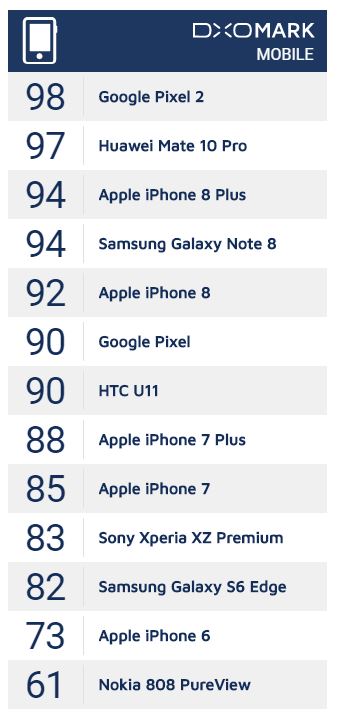 DXOMARK
MOBILE
98 Google Pixel 2
97 Huawei Mate 10 Pro
94 Apple iPhone 8 Plus
94 Samsung Galaxy Note 8
92 Apple iPhone 8
90 Google Pixel
90 HTC U11
88 Apple iPhone 7 Plus
85 Apple iPhone 7
83 Sony Xperia XZ Premium
82 Samsung Galaxy S6 Edge
73 Apple iPhone 6
61 Nokia 808 PureView